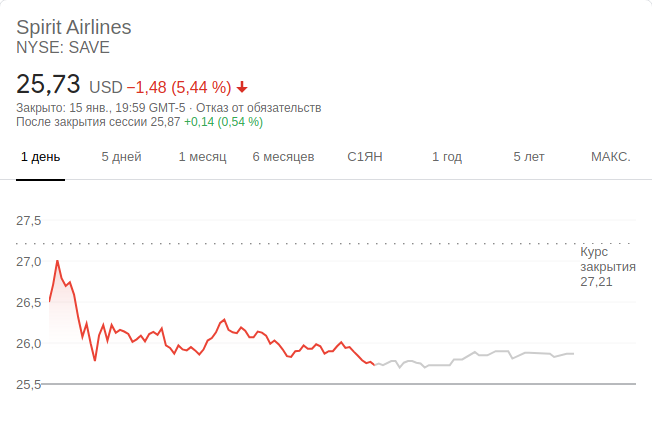 Spirit Airlines
NYSE: SAVE
25,73 USD −1,48 (5,44 %)
Закрыто: 15 янв., 19:59 GMT-5 · Отказ от обязательств
После закрытия сессии 25,87 +0,14 (0,54 %)
1 день 5 дней 1 месяц 6 месяцев С1ЯН 1 год 5 лет МАКС.
27,5
Курс
закрытия
27,21
27,0
26,5
26,0
25,5